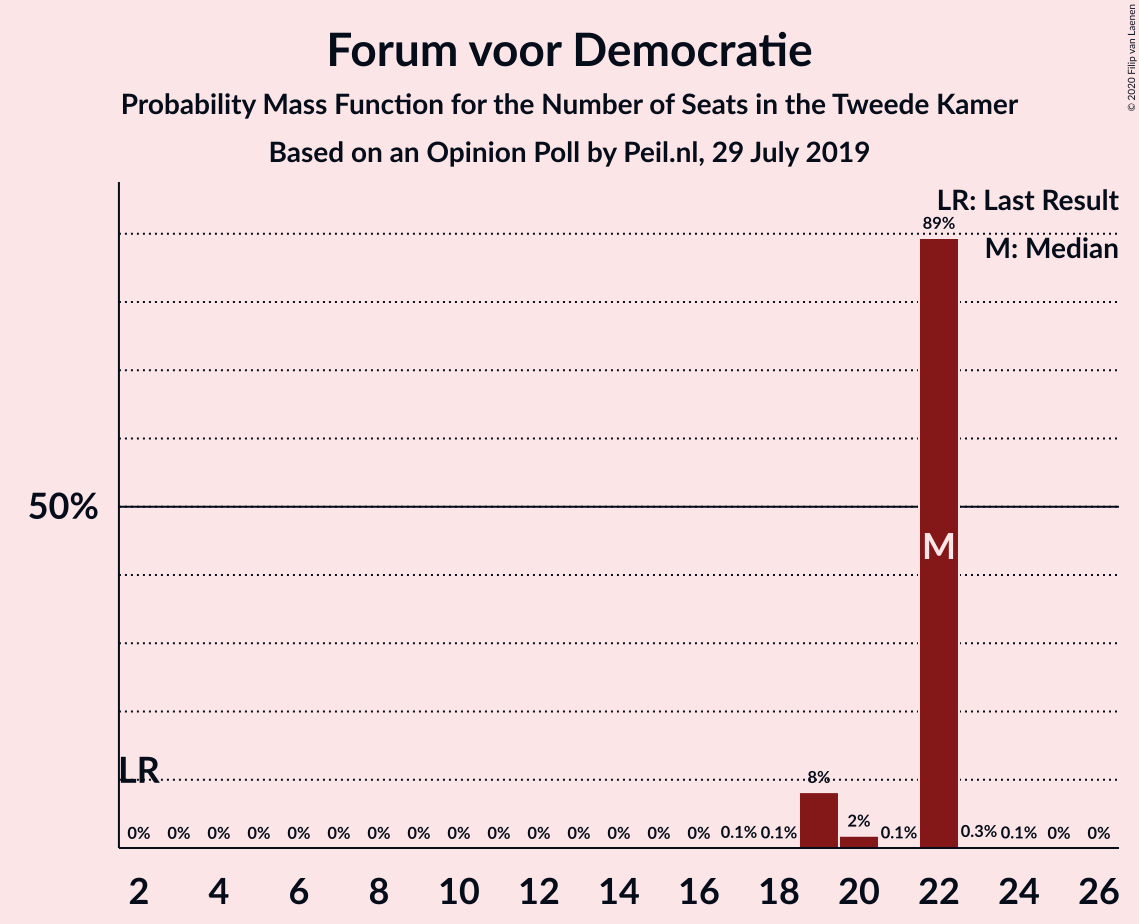 Forum voor Democratie
Probability Mass Function for the Number of Seats in the Tweede Kamer
Based on an Opinion Poll by Peil.nl, 29 July 2019
© 2020 Filip van Laenen
LR: Last Result
89%
M: Median
50%
M
LR
8%
2%
0% 0% 0% 0% 0% 0% 0% 0% 0% 0% 0% 0% 0% 0% 0% 0.1% 0.1% 0.1% 0.3% 0.1% 0% 0%
2 4 6 8 10 12 14 16 18 20 22 24 26